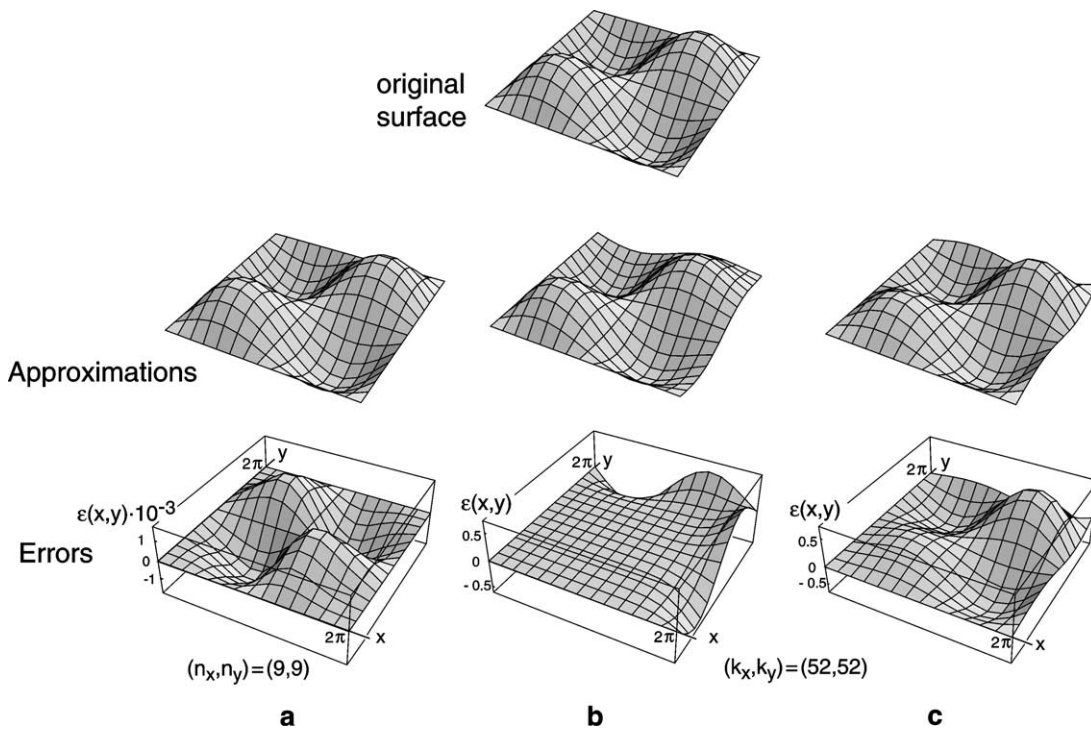 original
surface
Approximations
Errors
ε(x,y)·10⁻³
1
0
-1
2π
y
2π
x
(nx,ny)=(9,9)
ε(x,y)
0.5
0
-0.5
2π
y
2π
x
(kx,ky)=(52,52)
ε(x,y)
0.5
0
-0.5
2π
y
2π
x
a
b
c